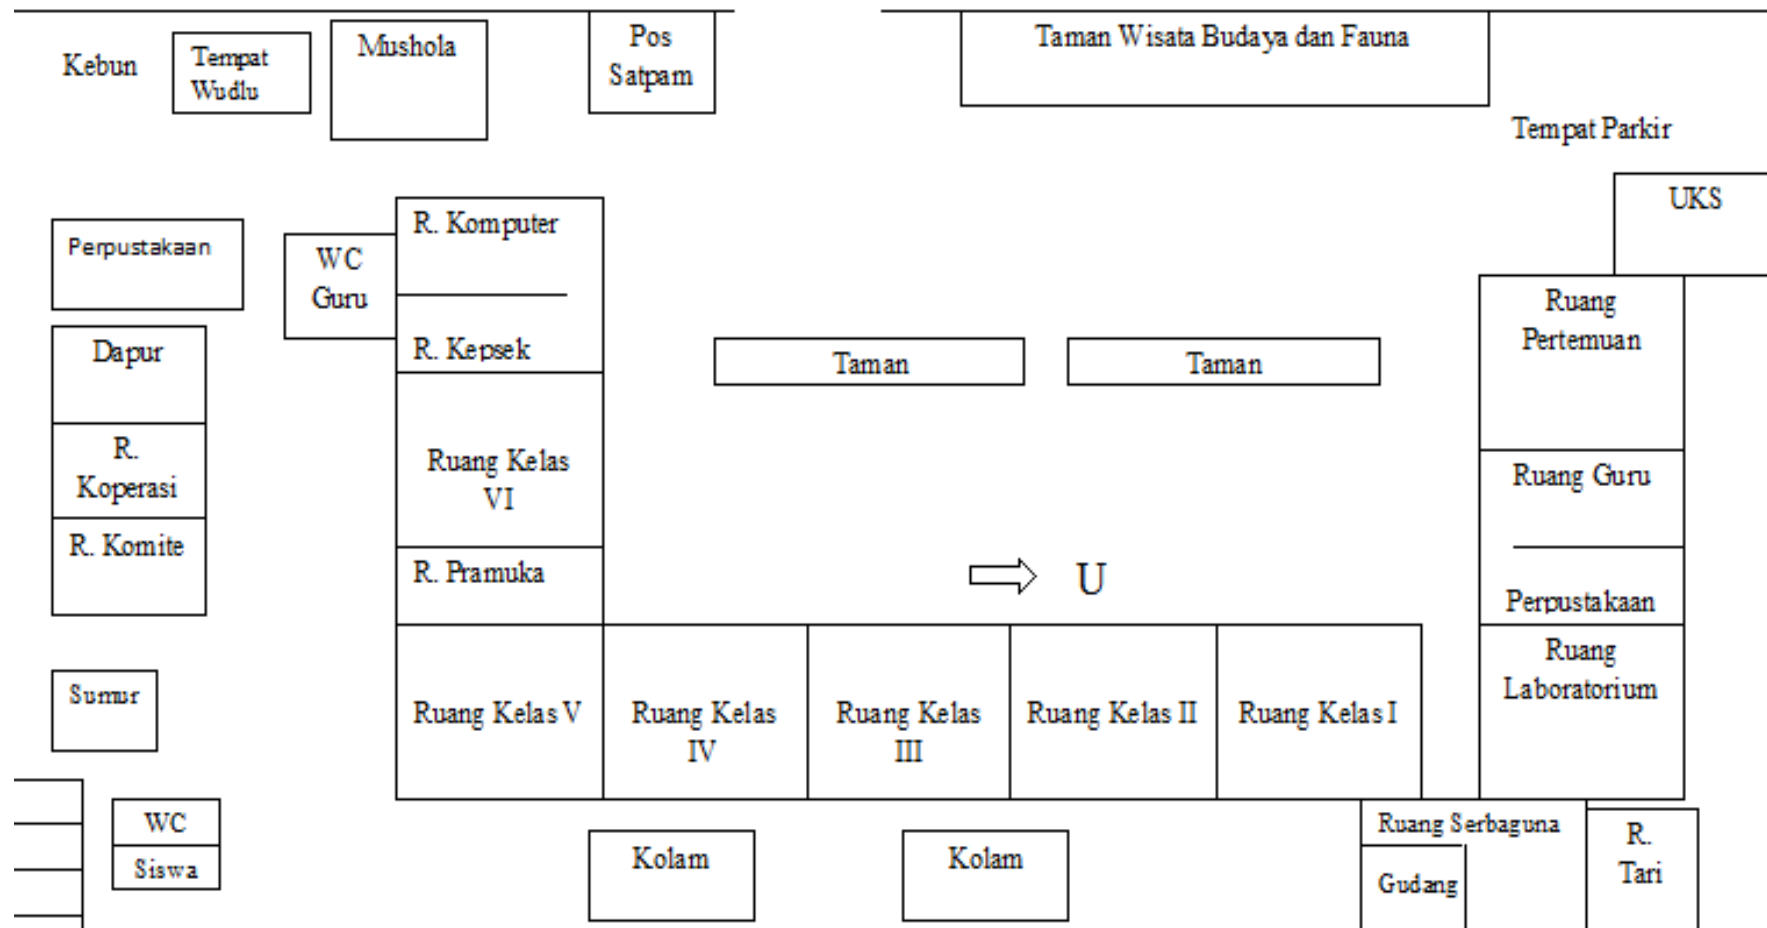 Kebun
Tempat
Wudlu
Mushola
Pos
Satpam
Taman Wisata Budaya dan Fauna
Tempat Parkir
UKS
Perpustakaan
WC
Guru
R. Komputer
R. Kepsek
Dapur
R.
Koperasi
R. Komite
Ruang Kelas
VI
R. Pramuka
Taman
Taman
Ruang
Pertemuan
Ruang Guru
Perpustakaan
Ruang
Laboratorium
U
Sumur
Ruang Kelas V
Ruang Kelas
IV
Ruang Kelas
III
Ruang Kelas II
Ruang Kelas I
WC
Siswa
Kolam
Kolam
Ruang Serbaguna
Gudang
R.
Tari